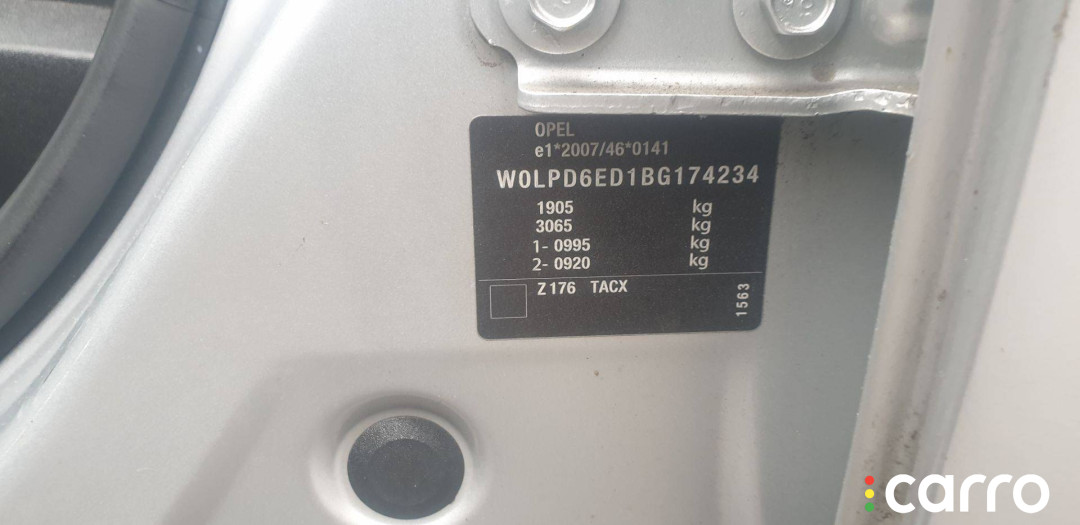 OPEL
e1*2007/46*0141
W0LPD6ED1BG174234
1905 kg
3065 kg
1- 0995 kg
2- 0920 kg
Z176 TACX
1563
carro